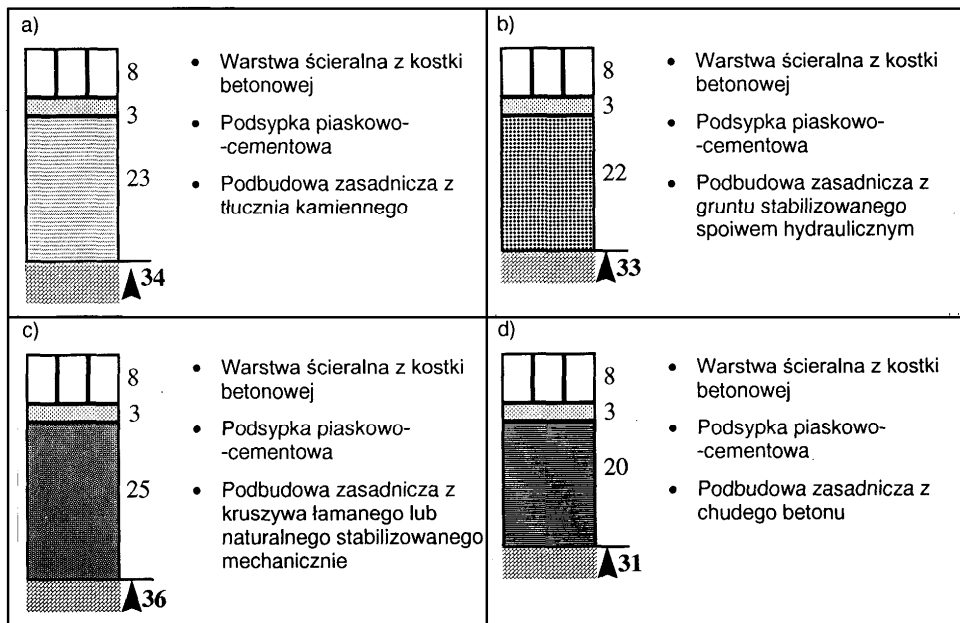 a)
8
3
23
34
• Warstwa ścieralna z kostki
betonowej
• Podsypka piaskowo-
-cementowa
• Podbudowa zasadnicza z
tłucznia kamiennego
b)
8
3
22
33
• Warstwa ścieralna z kostki
betonowej
• Podsypka piaskowo-
-cementowa
• Podbudowa zasadnicza z
gruntu stabilizowanego
spoiwem hydraulicznym
c)
8
3
25
36
• Warstwa ścieralna z kostki
betonowej
• Podsypka piaskowo-
-cementowa
• Podbudowa zasadnicza z
kruszywa łamanego lub
naturalnego stabilizowanego
mechanicznie
d)
8
3
20
31
• Warstwa ścieralna z kostki
betonowej
• Podsypka piaskowo-
-cementowa
• Podbudowa zasadnicza z
chudego betonu